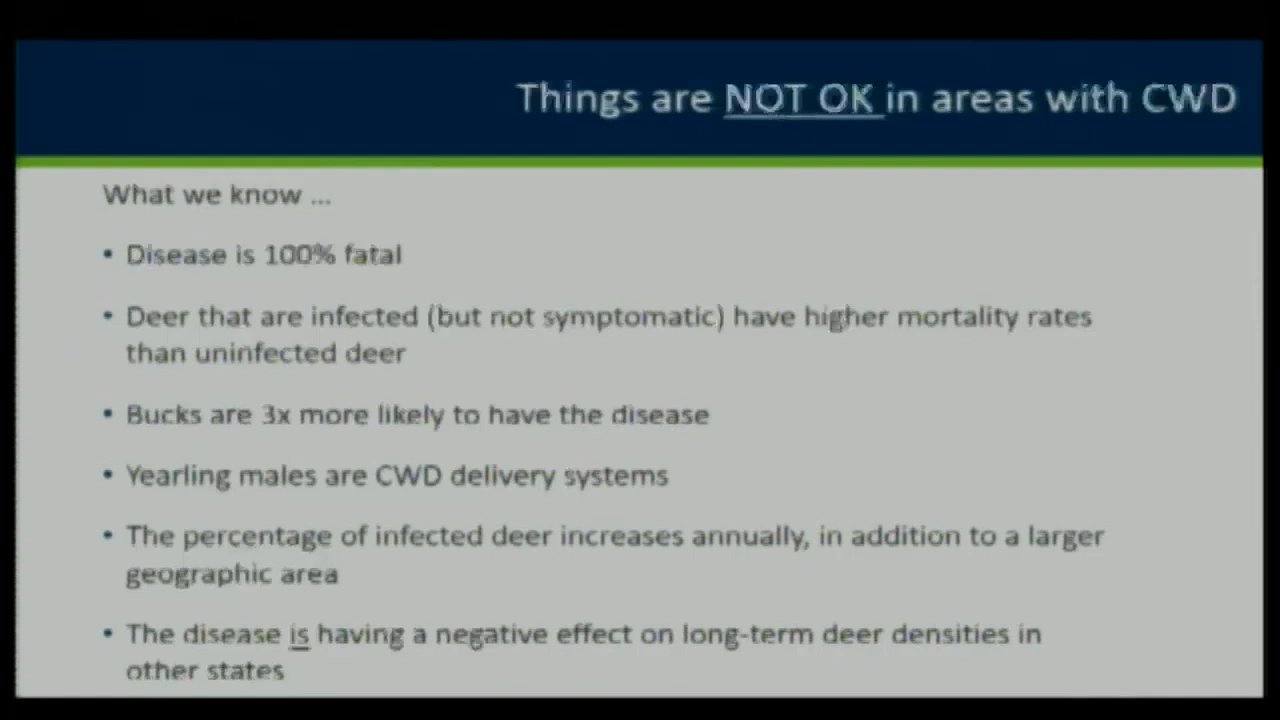 Things are NOT OK in areas with CWD
What we know ...
• Disease is 100% fatal
• Deer that are infected (but not symptomatic) have higher mortality rates
than uninfected deer
• Bucks are 3x more likely to have the disease
• Yearling males are CWD delivery systems
• The percentage of infected deer increases annually, in addition to a larger
geographic area
• The disease is having a negative effect on long-term deer densities in
other states